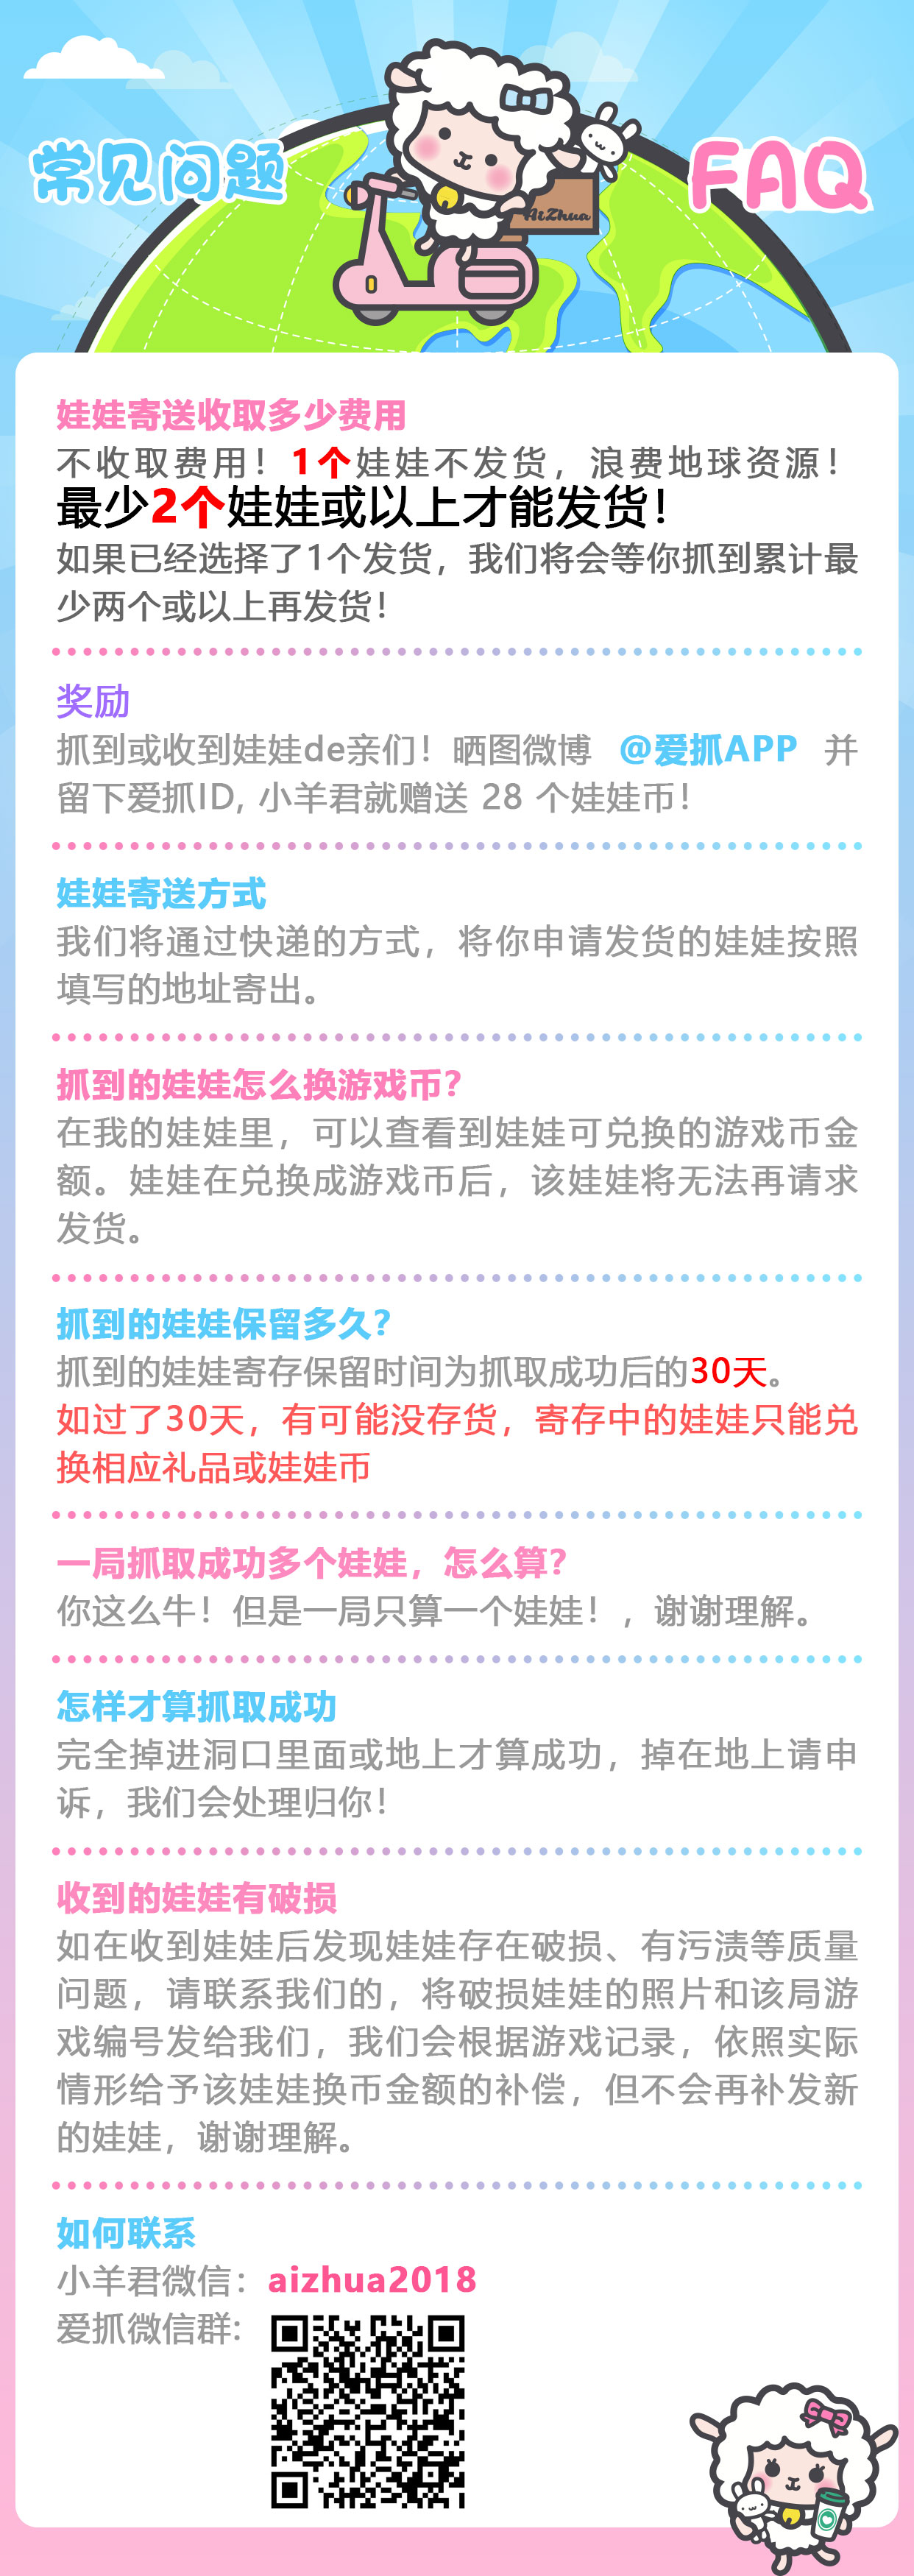 常见问题
FAQ
AiZhua
娃娃寄送收取多少费用
不收取费用！1个娃娃不发货，浪费地球资源！
最少2个娃娃或以上才能发货！
如果已经选择了1个发货，我们将会等你抓到累计最
少两个或以上再发货！
奖励
抓到或收到娃娃de亲们！晒图微博 @爱抓APP 并
留下爱抓ID, 小羊君就赠送 28 个娃娃币！
娃娃寄送方式
我们将通过快递的方式，将你申请发货的娃娃按照
填写的地址寄出。
抓到的娃娃怎么换游戏币？
在我的娃娃里，可以查看到娃娃可兑换的游戏币金
额。娃娃在兑换成游戏币后，该娃娃将无法再请求
发货。
抓到的娃娃保留多久？
抓到的娃娃寄存保留时间为抓取成功后的30天。
如过了30天，有可能没存货，寄存中的娃娃只能兑
换相应礼品或娃娃币
一局抓取成功多个娃娃，怎么算？
你这么牛！但是一局只算一个娃娃！，谢谢理解。
怎样才算抓取成功
完全掉进洞口里面或地上才算成功，掉在地上请申
诉，我们会处理归你！
收到的娃娃有破损
如在收到娃娃后发现娃娃存在破损、有污渍等质量
问题，请联系我们的，将破损娃娃的照片和该局游
戏编号发给我们，我们会根据游戏记录，依照实际
情形给予该娃娃换币金额的补偿，但不会再补发新
的娃娃，谢谢理解。
如何联系
小羊君微信：aizhua2018
爱抓微信群: